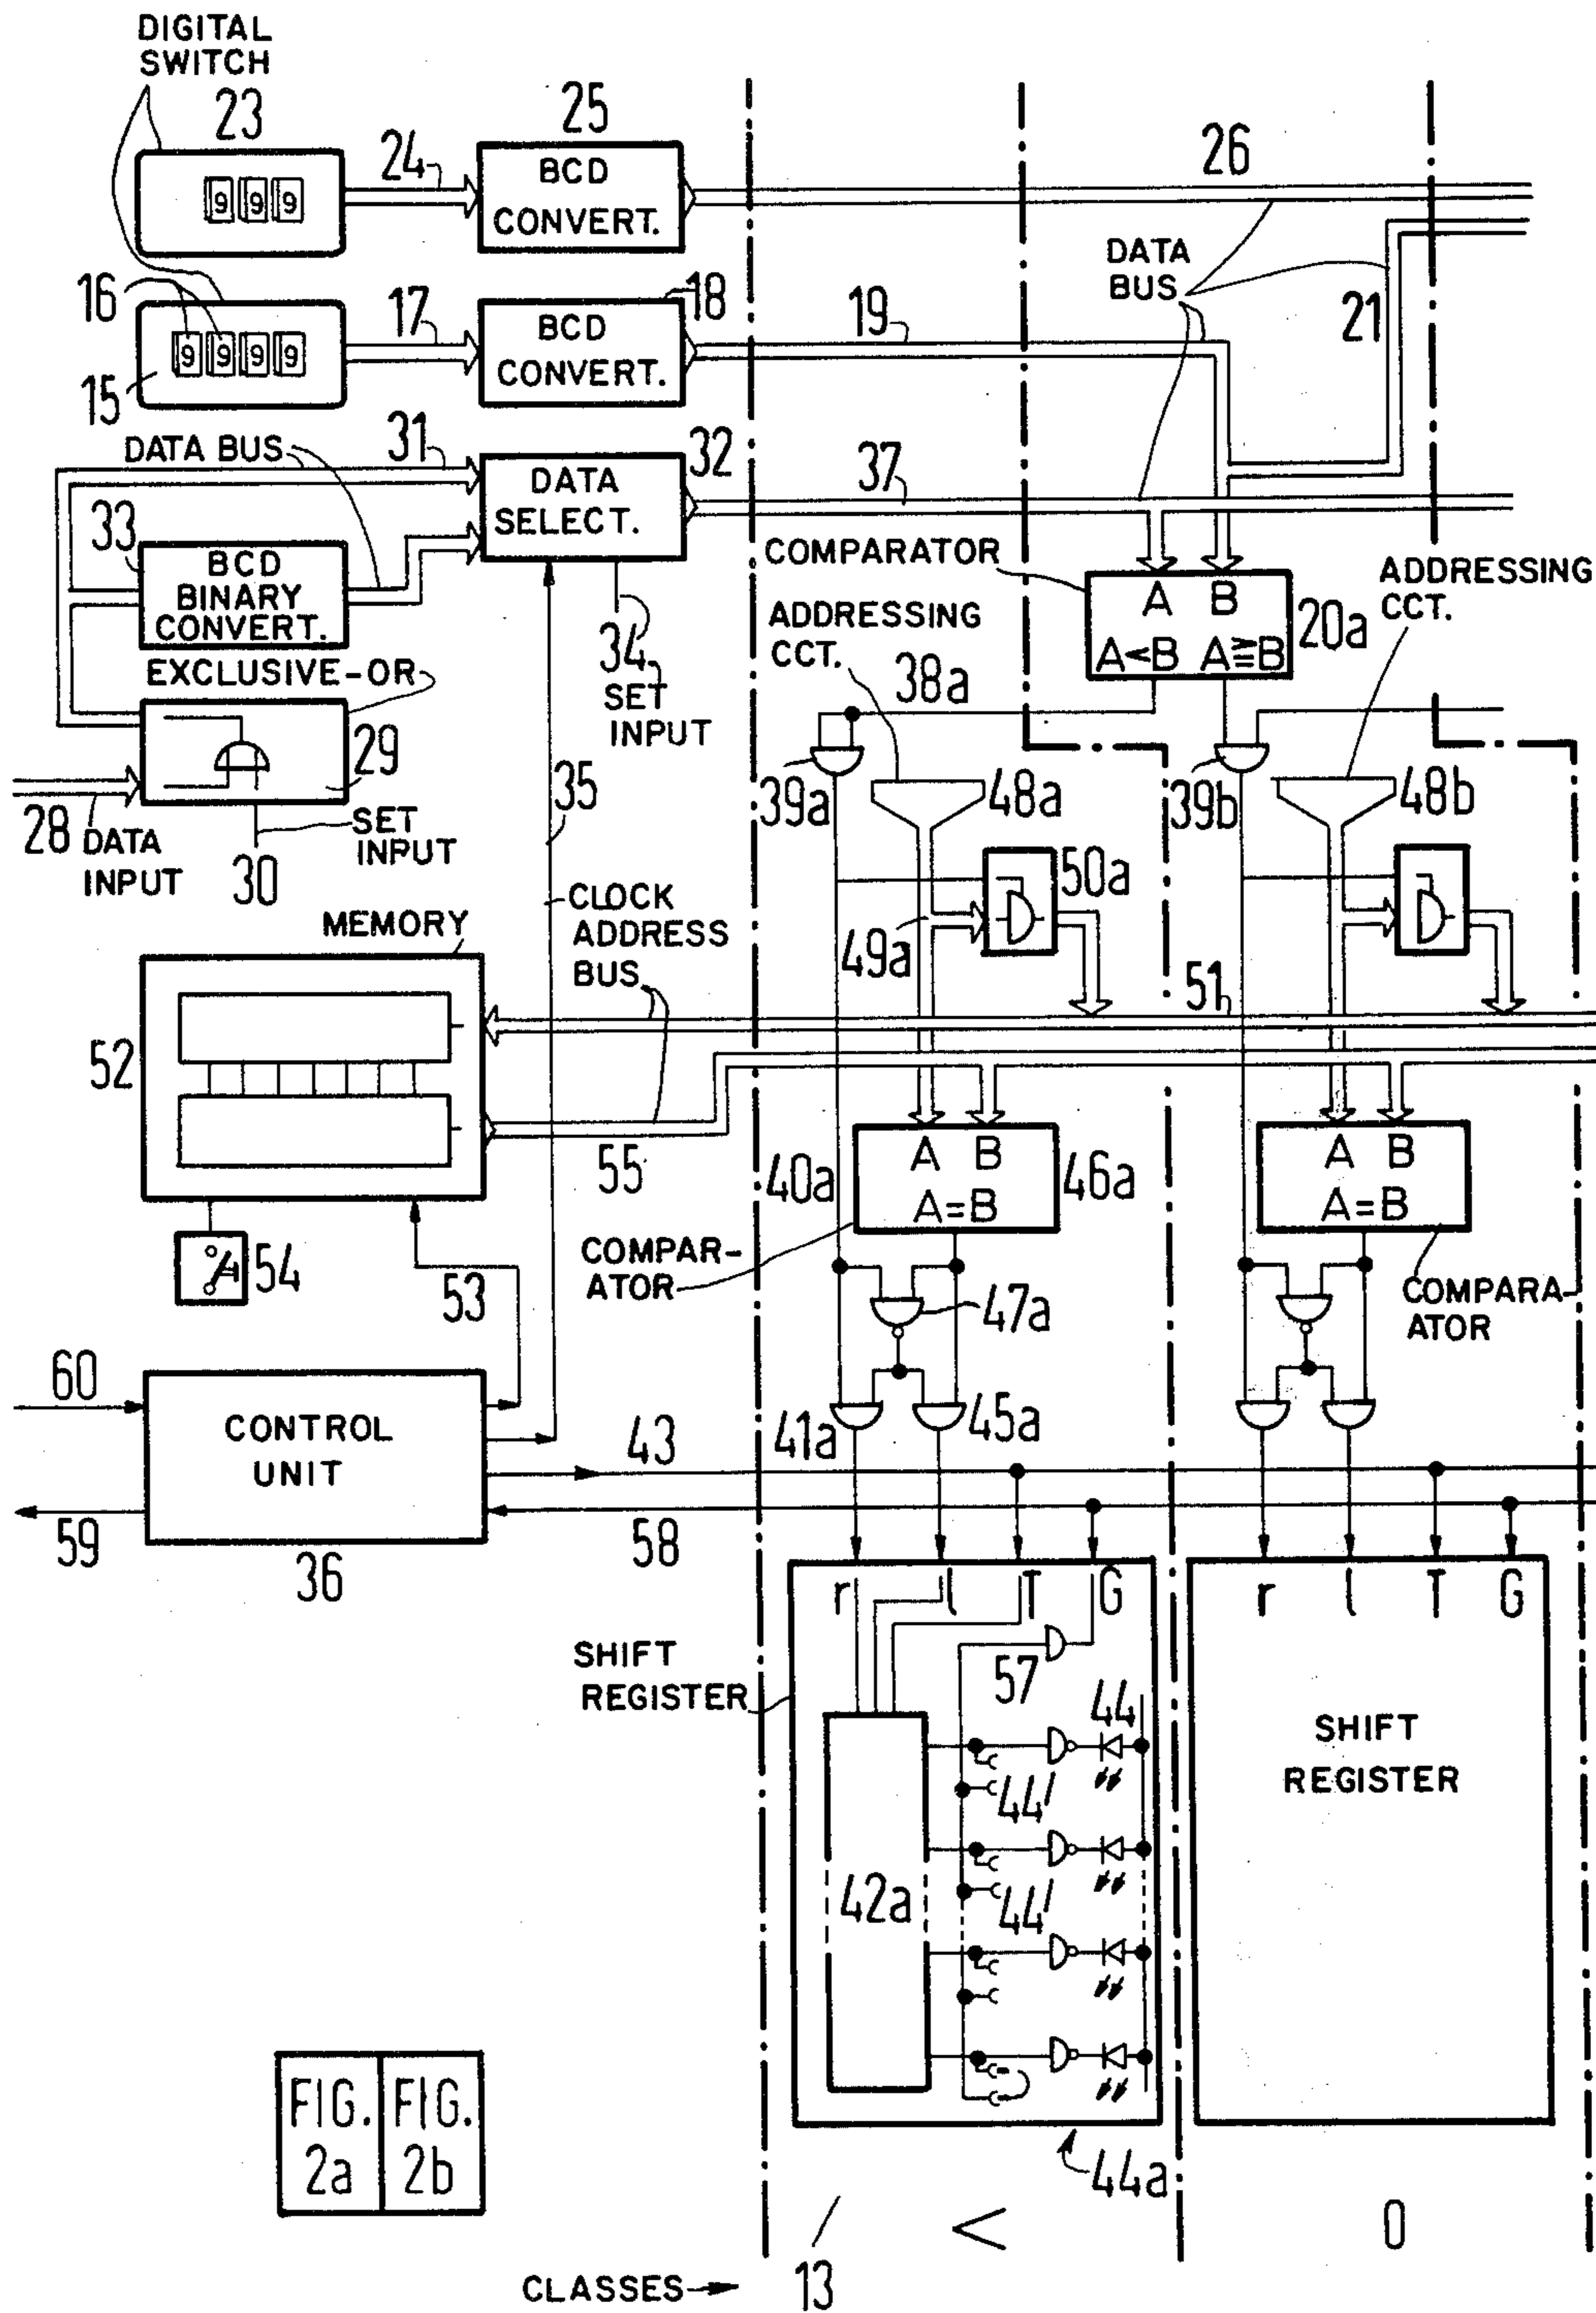 DIGITAL
SWITCH
23
9 9 9
24
25
BCD
CONVERT.
26
16
15
9 9 9 9
17
18
BCD
CONVERT.
19
DATA
BUS
21
DATA BUS
31
32
DATA
SELECT.
37
33
BCD
BINARY
CONVERT.
34
SET
INPUT
EXCLUSIVE-OR
29
28 DATA
INPUT
SET
INPUT
30
COMPARATOR
A B
A<B A≧B
20a
ADDRESSING
CCT.
ADDRESSING
CCT.
38a
35
39a
48a
39b
48b
50a
49a
CLOCK
ADDRESS
BUS
MEMORY
51
52
55
54
53
40a
A B
A=B
46a
A B
A=B
COMPAR-
ATOR
COMPARA-
ATOR
47a
41a
45a
60
CONTROL
UNIT
43
59
36
58
r l T G
r l T G
SHIFT
REGISTER
57
44
44'
42a
44'
SHIFT
REGISTER
44a
FIG.
2a
FIG.
2b
<
0
13
CLASSES